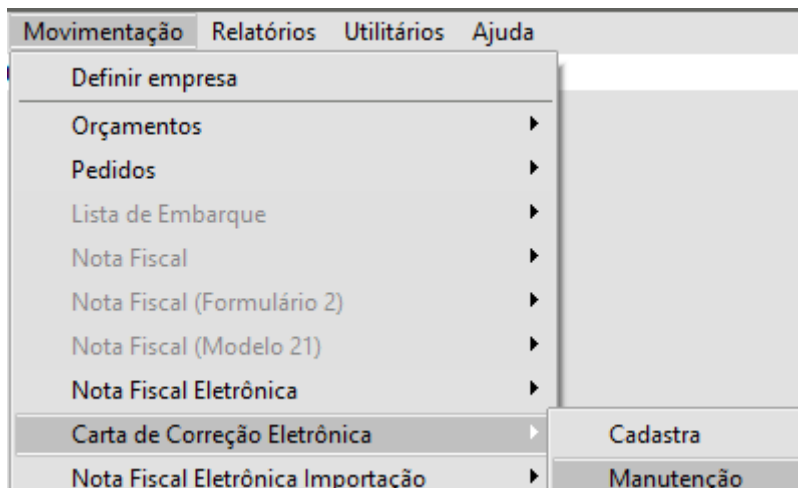 Movimentação Relatórios Utilitários Ajuda
Definir empresa
Orçamentos
Pedidos
Lista de Embarque
Nota Fiscal
Nota Fiscal (Formulário 2)
Nota Fiscal (Modelo 21)
Nota Fiscal Eletrônica
Carta de Correção Eletrônica Cadastra
Nota Fiscal Eletrônica Importação Manutenção